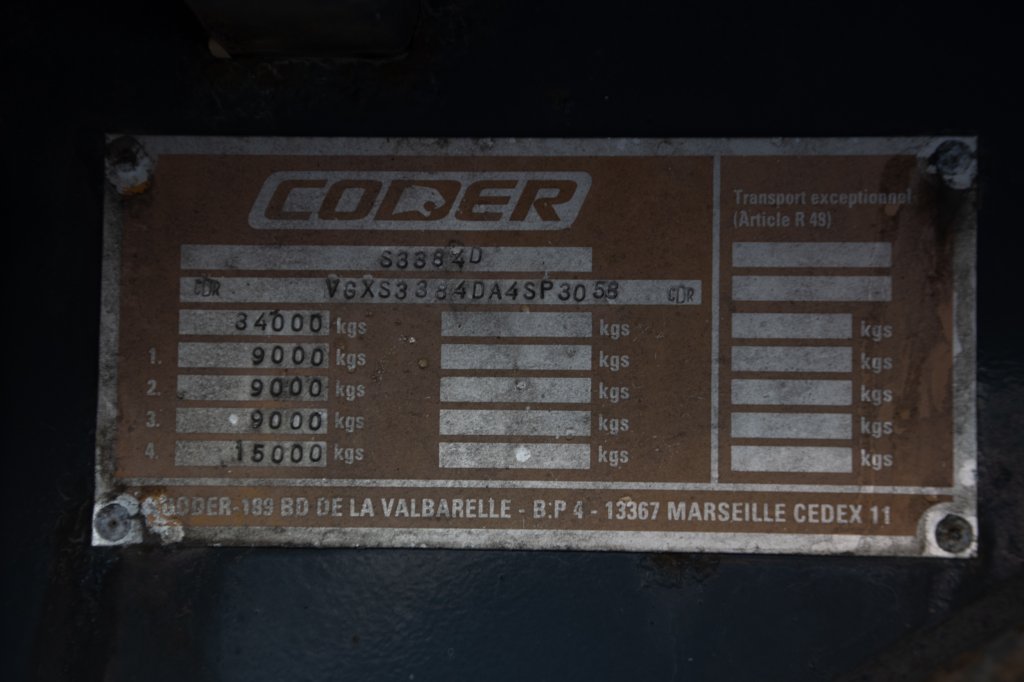 CODER
S3384D
CDR VGXS3384DA4SP3058 CDR
34000 kgs kgs
1. 9000 kgs kgs
2. 9000 kgs kgs
3. 9000 kgs kgs
4. 15000 kgs kgs
Transport exceptionnel
(Article R 49)
kgs
kgs
kgs
kgs
kgs
CODER-199 BD DE LA VALBARELLE - B.P 4 - 13367 MARSEILLE CEDEX 11